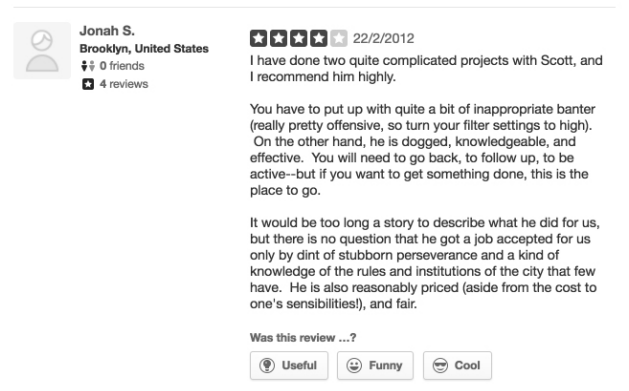 Jonah S.
Brooklyn, United States
0 friends
4 reviews
22/2/2012
I have done two quite complicated projects with Scott, and
I recommend him highly.
You have to put up with quite a bit of inappropriate banter
(really pretty offensive, so turn your filter settings to high).
On the other hand, he is dogged, knowledgeable, and
effective.  You will need to go back, to follow up, to be
active--but if you want to get something done, this is the
place to go.
It would be too long a story to describe what he did for us,
but there is no question that he got a job accepted for us
only by dint of stubborn perseverance and a kind of
knowledge of the rules and institutions of the city that few
have.  He is also reasonably priced (aside from the cost to
one's sensibilities!), and fair.
Was this review ...?
Useful
Funny
Cool